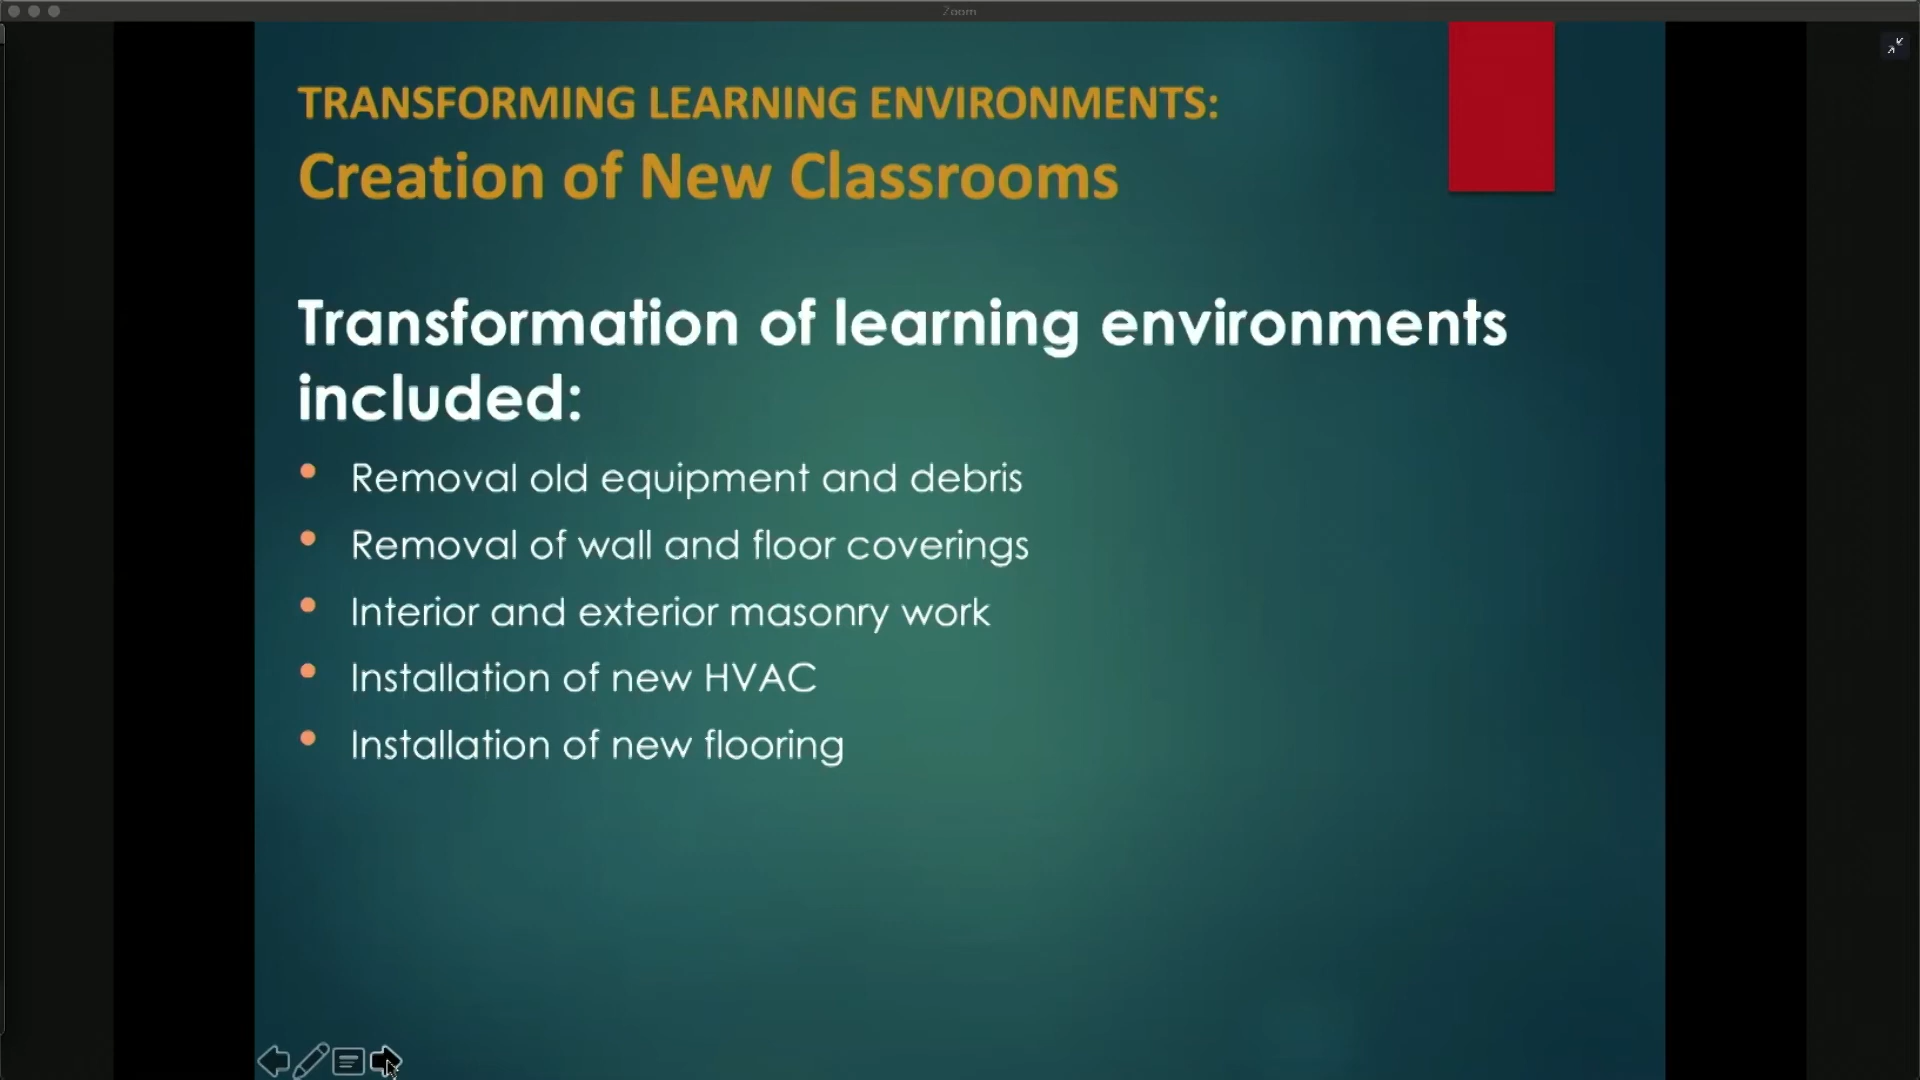 Zoom
TRANSFORMING LEARNING ENVIRONMENTS:
Creation of New Classrooms
Transformation of learning environments
included:
• Removal old equipment and debris
• Removal of wall and floor coverings
• Interior and exterior masonry work
• Installation of new HVAC
• Installation of new flooring